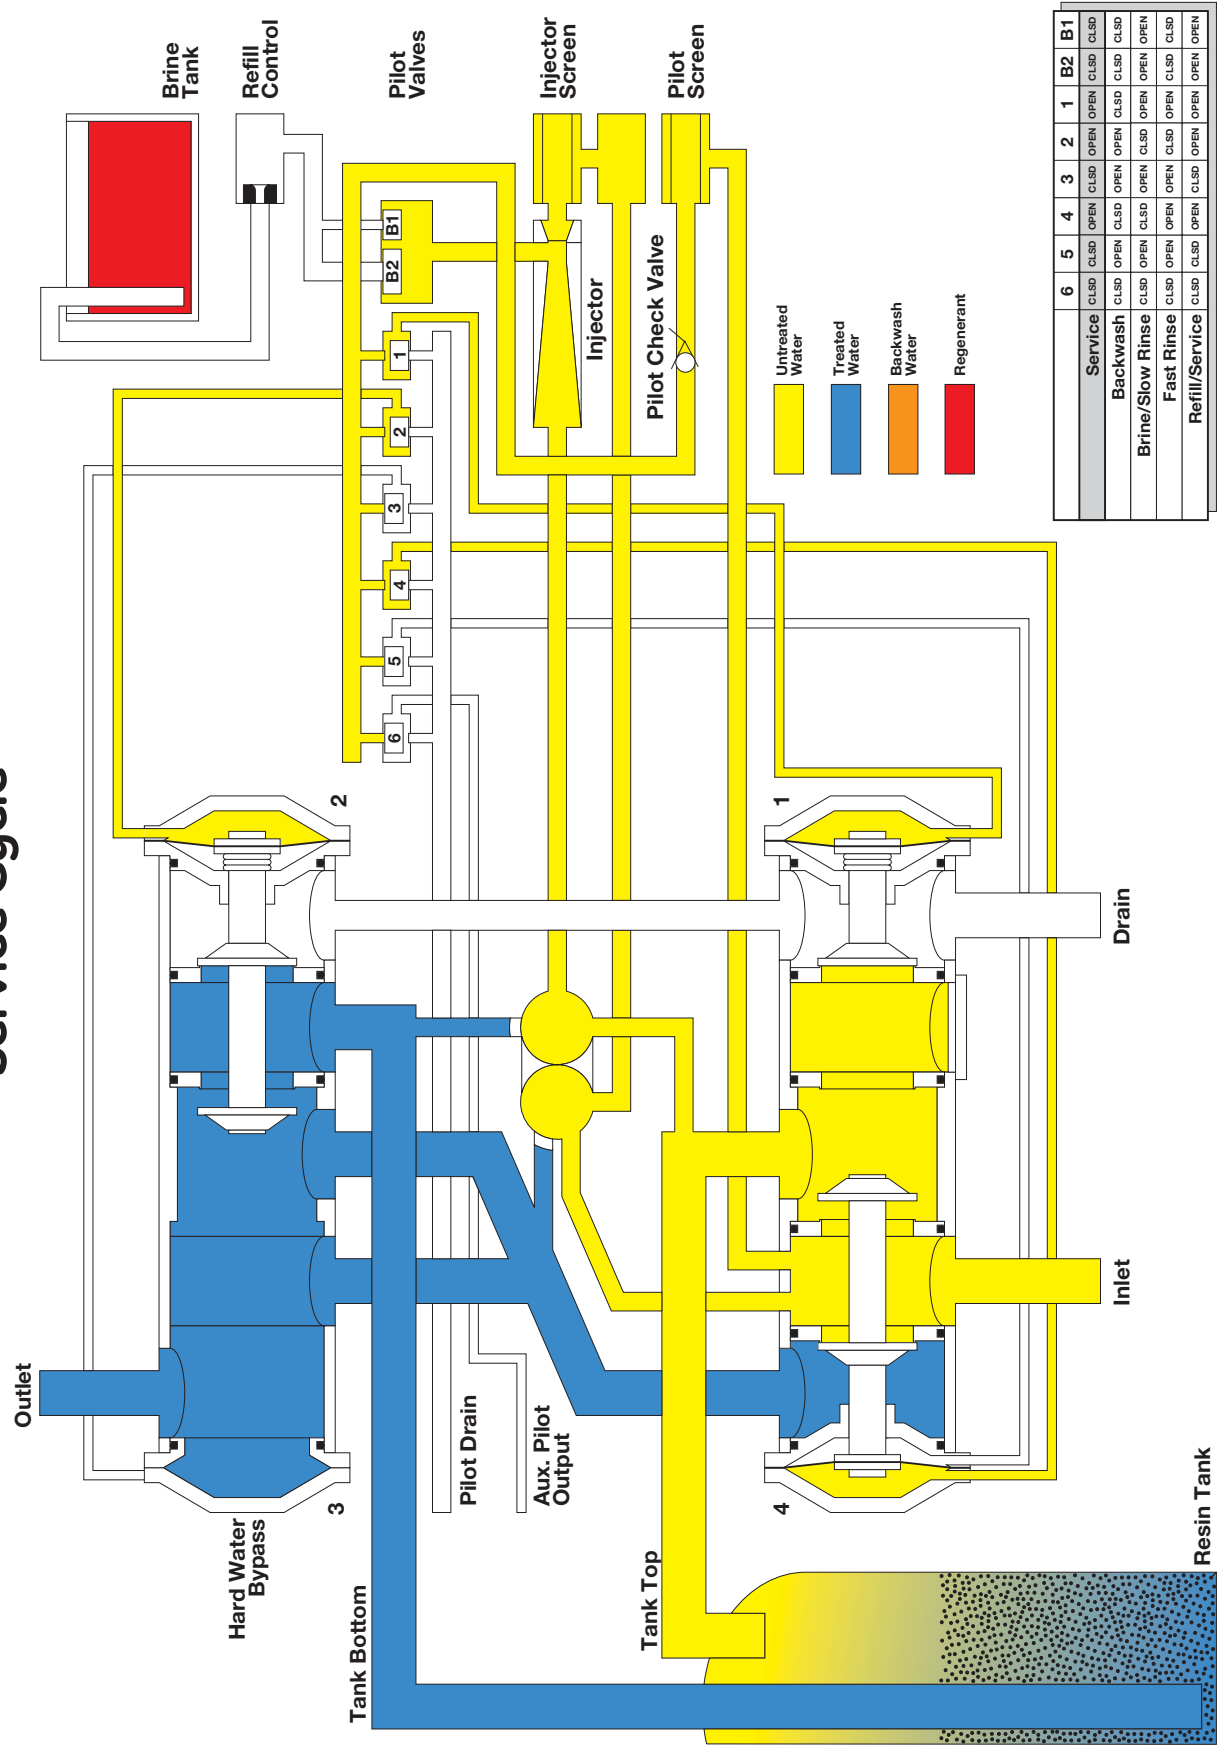 Service Cycle
Outlet
Brine
Tank
Hard Water
Bypass
Refill
Control
3
2
Tank Bottom
Pilot
Valves
6
5
4
3
2
1
B2
B1
Pilot Drain
Aux. Pilot
Output
Injector
Injector
Screen
Tank Top
Pilot Check Valve
Pilot
Screen
4
1
Untreated
Water
Treated
Water
Backwash
Water
Regenerant
Inlet
Drain
Resin Tank
6 5 4 3 2 1 B2 B1
Service CLSD CLSD OPEN CLSD OPEN OPEN CLSD CLSD
Backwash CLSD OPEN CLSD OPEN OPEN CLSD CLSD CLSD
Brine/Slow Rinse CLSD OPEN CLSD CLSD CLSD OPEN OPEN OPEN
Fast Rinse CLSD OPEN OPEN OPEN CLSD OPEN CLSD CLSD
Refill/Service CLSD CLSD OPEN CLSD OPEN OPEN OPEN OPEN